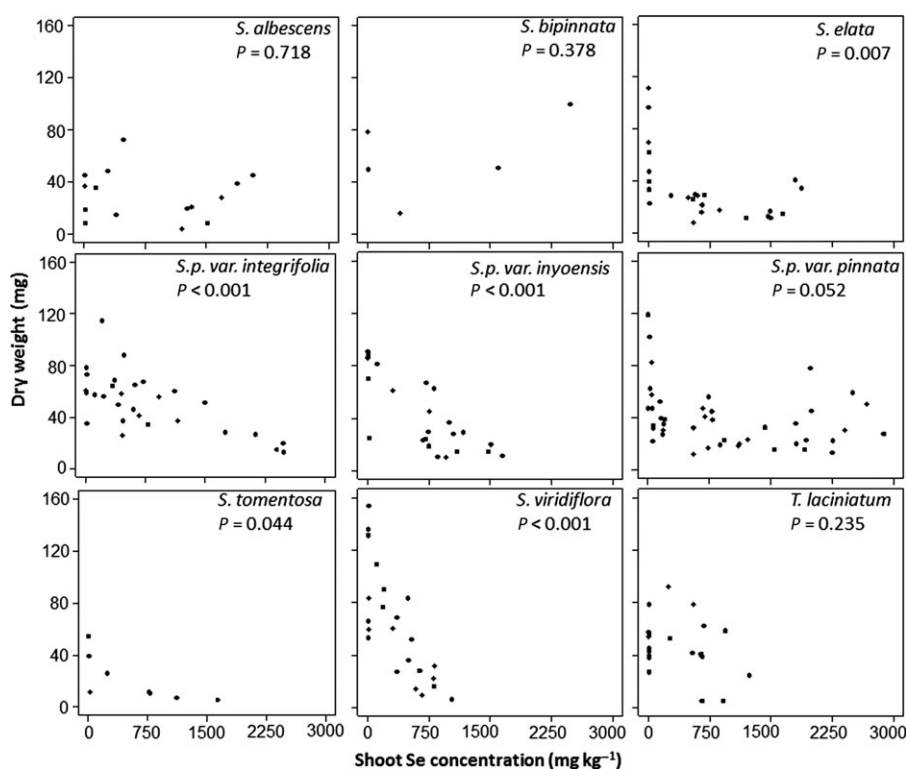 S. albescens
P = 0.718
S. bipinnata
P = 0.378
S. elata
P = 0.007
160
120
80
40
0
S.p. var. integrifolia
P < 0.001
S.p. var. inyoensis
P < 0.001
S.p. var. pinnata
P = 0.052
160
120
80
40
0
Dry weight (mg)
S. tomentosa
P = 0.044
S. viridiflora
P < 0.001
T. laciniatum
P = 0.235
160
120
80
40
0
0 750 1500 2250 3000 0 750 1500 2250 3000 0 750 1500 2250 3000
Shoot Se concentration (mg kg⁻¹)